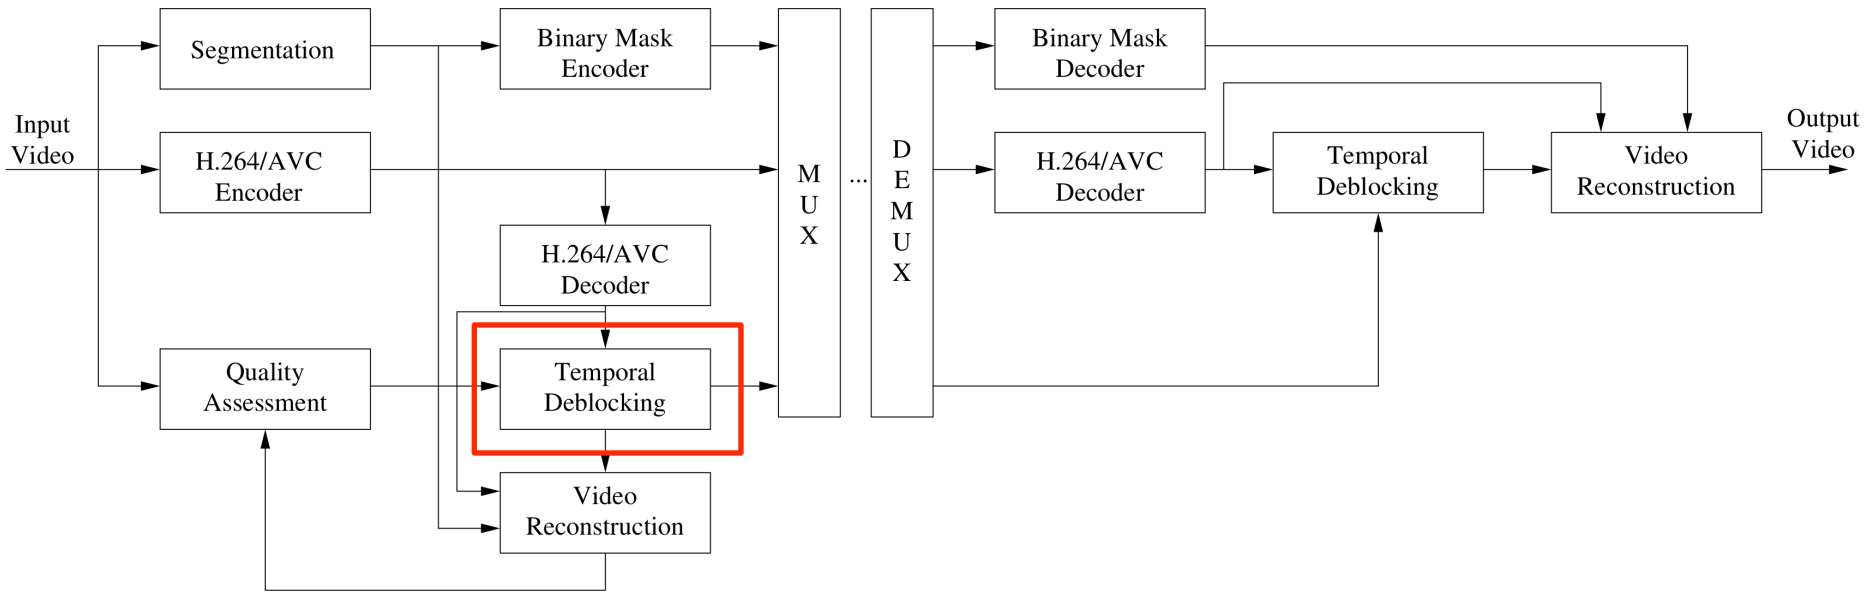 Segmentation
Binary Mask
Encoder
Binary Mask
Decoder
Input
Video
H.264/AVC
Encoder
M
U
X
...
D
E
M
U
X
H.264/AVC
Decoder
Temporal
Deblocking
Video
Reconstruction
Output
Video
H.264/AVC
Decoder
Quality
Assessment
Temporal
Deblocking
Video
Reconstruction